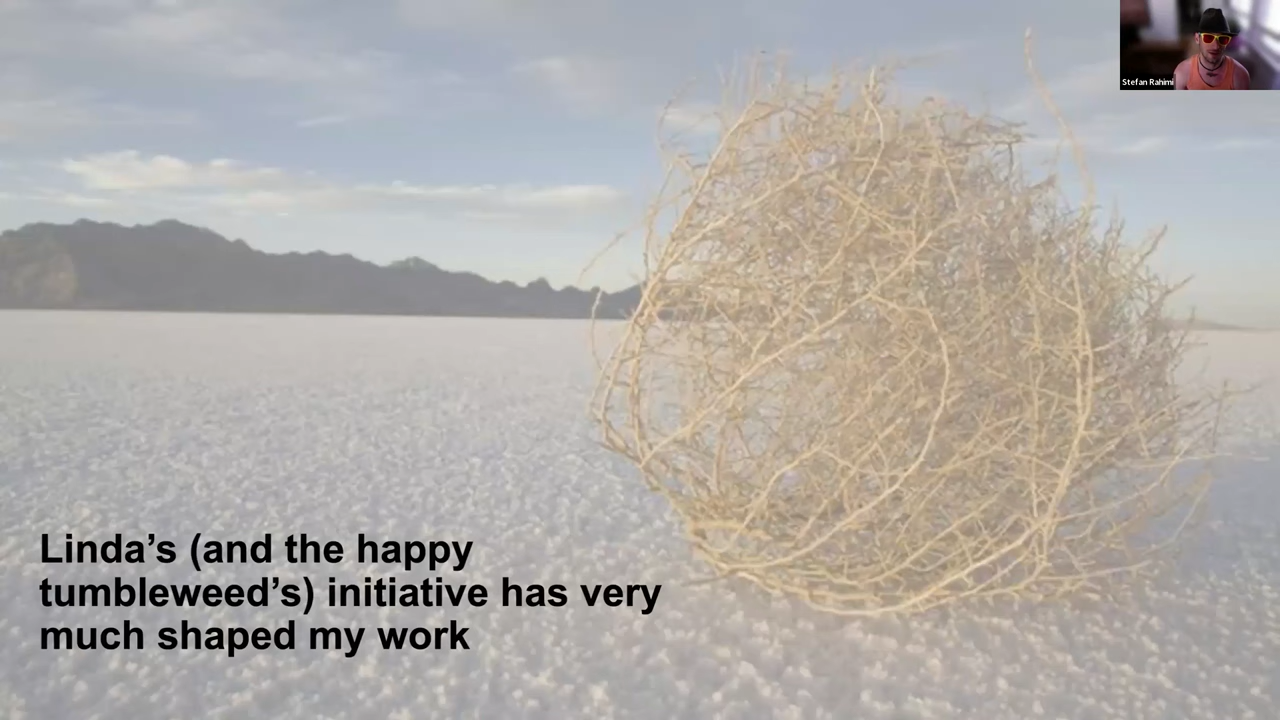 Stefan Rahimi
Linda’s (and the happy
tumbleweed’s) initiative has very
much shaped my work